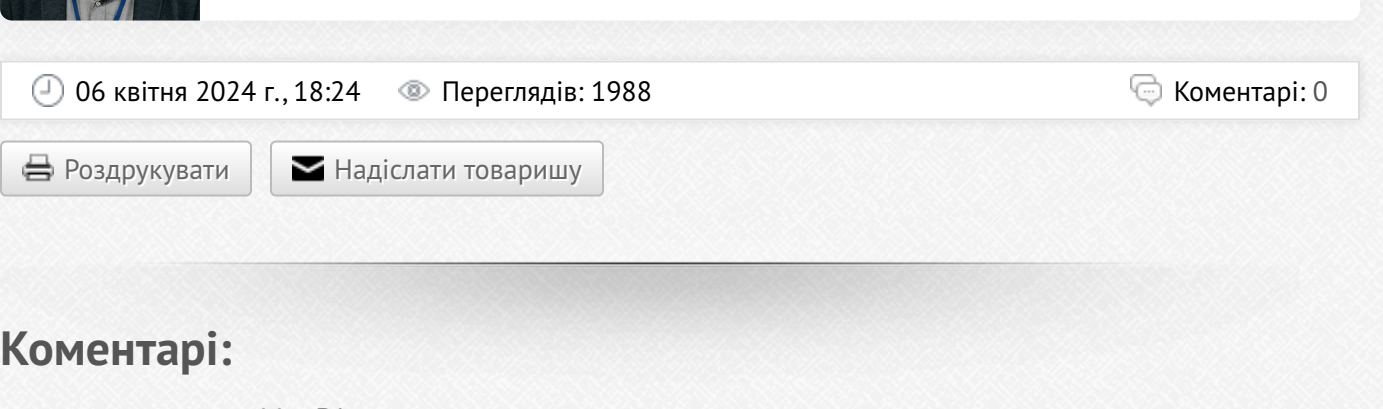 06 квітня 2024 г., 18:24 Переглядів: 1988 Коментарі: 0
Роздрукувати Надіслати товаришу
Коментарі: